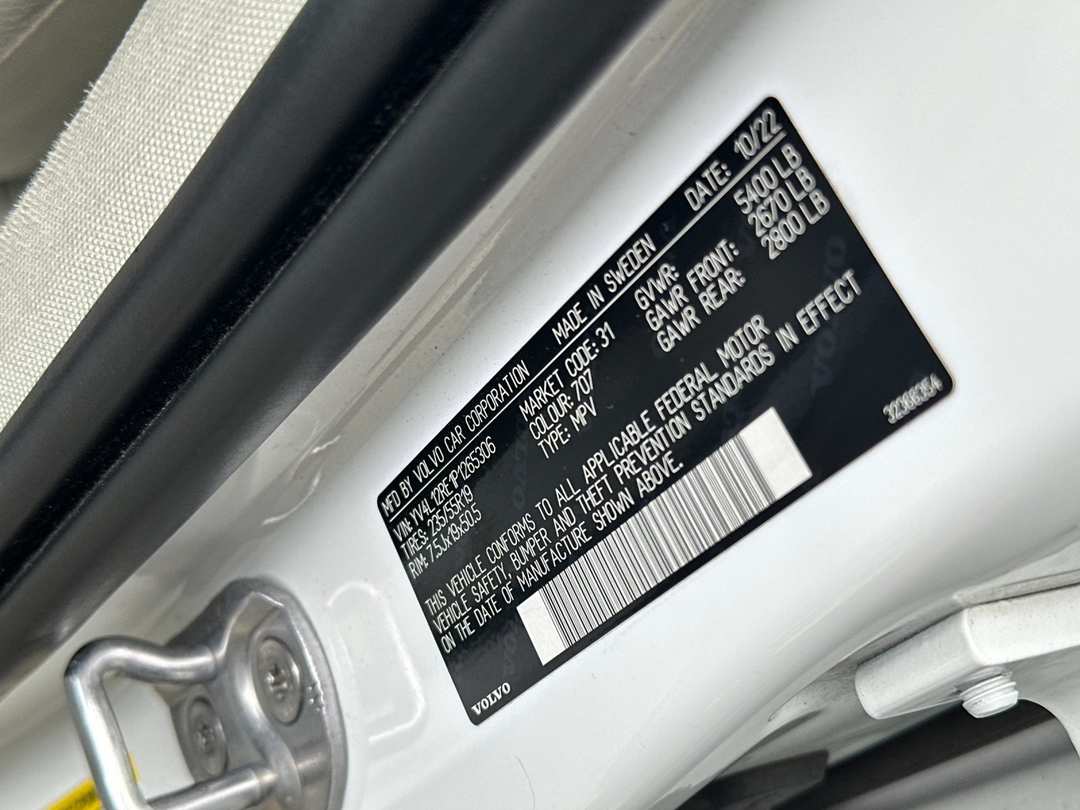 MFD BY VOLVO CAR CORPORATION MADE IN SWEDEN DATE: 10/22
VIN: YV4L12RF1P1265306 MARKET CODE: 31 GVWR: 5400 LB
TIRES: 235/55R19 COLOUR: 707 GAWR FRONT: 2670 LB
RIM: 7.5Jx19x50.5 TYPE: MPV GAWR REAR: 2800 LB
THIS VEHICLE CONFORMS TO ALL APPLICABLE FEDERAL MOTOR
VEHICLE SAFETY, BUMPER AND THEFT PREVENTION STANDARDS IN EFFECT
ON THE DATE OF MANUFACTURE SHOWN ABOVE.
VOLVO 32386354